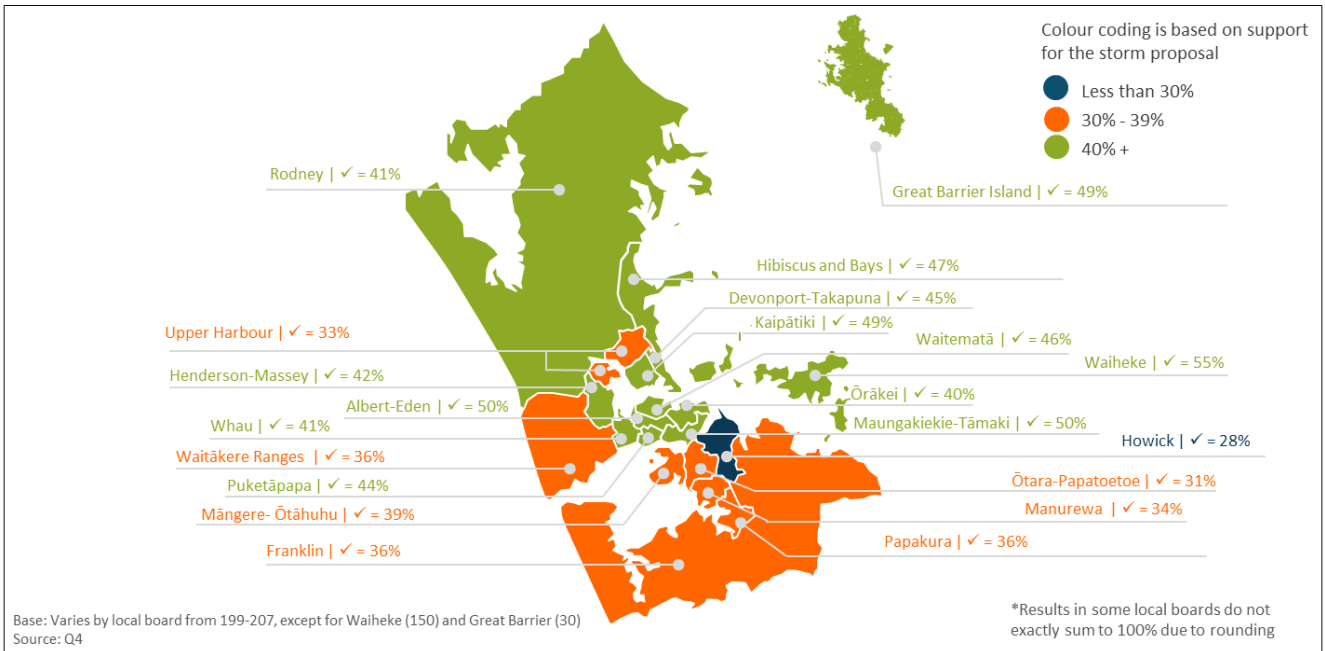 Colour coding is based on support
for the storm proposal
Less than 30%
30% - 39%
40% +
Rodney | ✓ = 41%
Great Barrier Island | ✓ = 49%
Hibiscus and Bays | ✓ = 47%
Devonport-Takapuna | ✓ = 45%
Kaipātiki | ✓ = 49%
Upper Harbour | ✓ = 33%
Waitematā | ✓ = 46%
Waiheke | ✓ = 55%
Henderson-Massey | ✓ = 42%
Ōrākei | ✓ = 40%
Albert-Eden | ✓ = 50%
Maungakiekie-Tāmaki | ✓ = 50%
Whau | ✓ = 41%
Howick | ✓ = 28%
Waitākere Ranges | ✓ = 36%
Ōtara-Papatoetoe | ✓ = 31%
Puketāpapa | ✓ = 44%
Manurewa | ✓ = 34%
Māngere- Ōtāhuhu | ✓ = 39%
Papakura | ✓ = 36%
Franklin | ✓ = 36%
Base: Varies by local board from 199-207, except for Waiheke (150) and Great Barrier (30)
Source: Q4
*Results in some local boards do not
exactly sum to 100% due to rounding